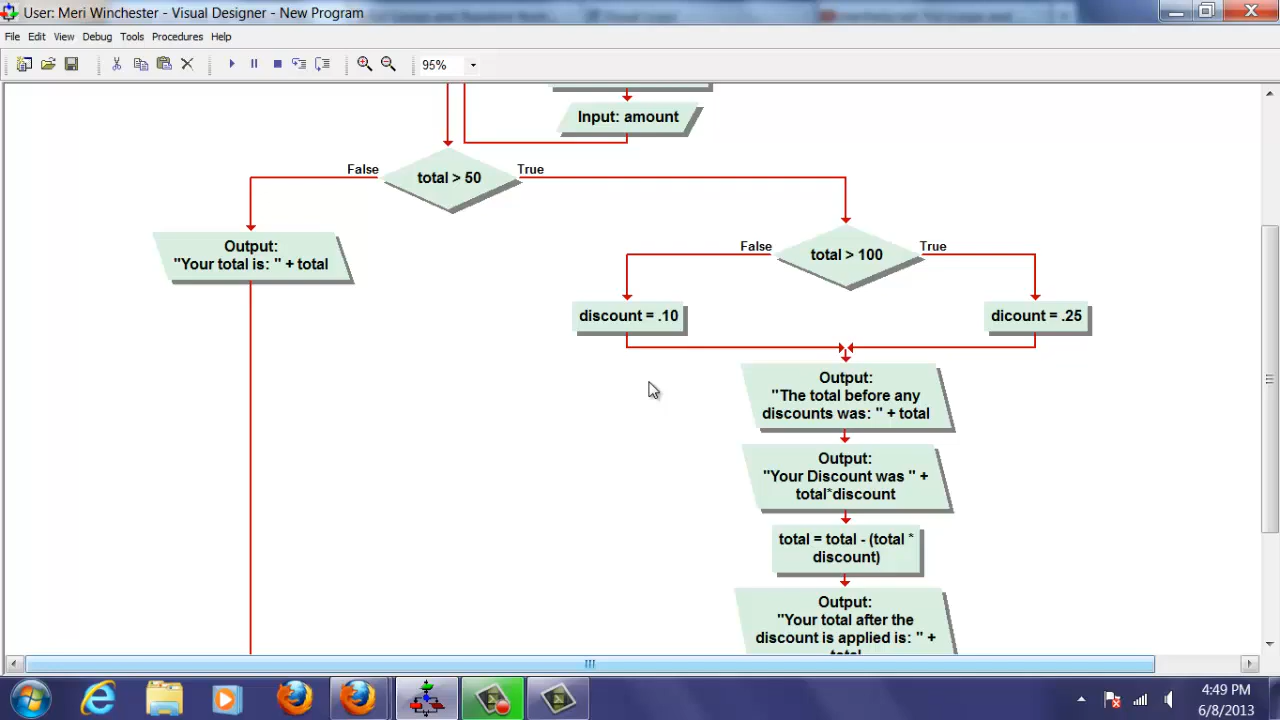 User: Meri Winchester - Visual Designer - New Program
File Edit View Debug Tools Procedures Help
95%
Input: amount
False
total > 50
True
Output:
"Your total is: " + total
False
total > 100
True
discount = .10
dicount = .25
Output:
"The total before any
discounts was: " + total
Output:
"Your Discount was " +
total*discount
total = total - (total *
discount)
Output:
"Your total after the
discount is applied is: " +
total
4:49 PM
6/8/2013